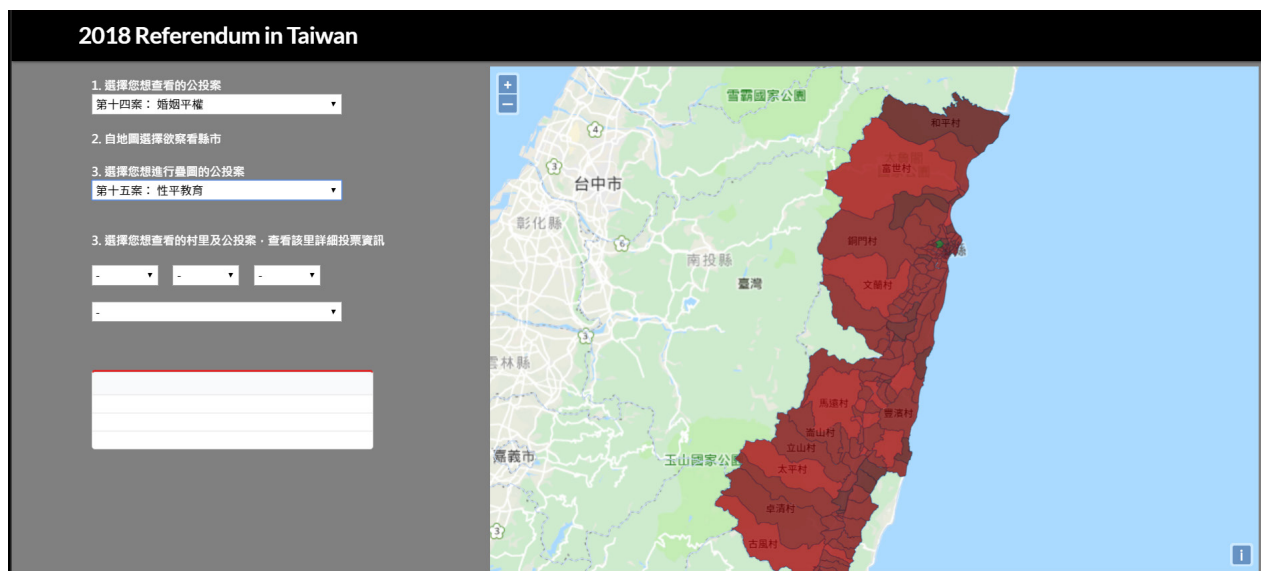 2018 Referendum in Taiwan
1. 選擇您想查看的公投案
第十四案： 婚姻平權
2. 自地圖選擇欲察看縣市
3. 選擇您想進行疊圖的公投案
第十五案： 性平教育
3. 選擇您想查看的村里及公投案，查看該里詳細投票資訊
-
-
-
-
+
−
雪霸國家公園
和平村
4
3
台中市
富世村
彰化縣
6
銅門村
南投縣
臺灣
文蘭村
3
雲林縣
馬遠村
豐濱村
崙山村
立山村
嘉義市
玉山國家公園
太平村
卓清村
3
古風村
i